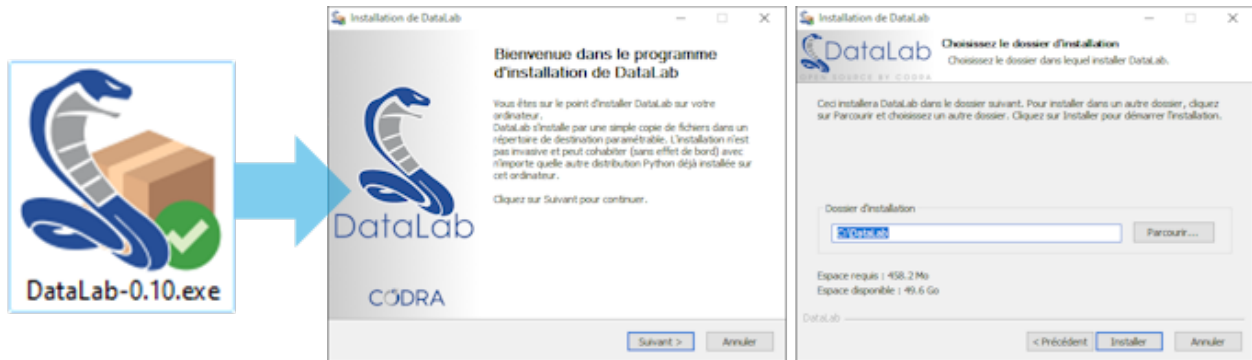 DataLab-0.10.exe
Installation de DataLab
Bienvenue dans le programme
d'installation de DataLab
Vous êtes sur le point d'installer DataLab sur votre
ordinateur.
DataLab s'installe par une simple copie de fichiers dans un
répertoire de destination paramétrable. L'installation n'est
pas invasive et peut cohabiter (sans effet de bord) avec
n'importe quelle autre distribution Python déjà installée sur
cet ordinateur.
Cliquez sur Suivant pour continuer.
DataLab
CODRA
Suivant >
Annuler
Installation de DataLab
DataLab
OPEN SOURCE BY CODRA
Choisissez le dossier d'installation
Choisissez le dossier dans lequel installer DataLab.
Ceci installera DataLab dans le dossier suivant. Pour installer dans un autre dossier, cliquez
sur Parcourir et choisissez un autre dossier. Cliquez sur Installer pour démarrer l'installation.
Dossier d'installation
C:\DataLab
Parcourir...
Espace requis : 458.2 Mo
Espace disponible : 49.6 Go
DataLab
< Précédent
Installer
Annuler